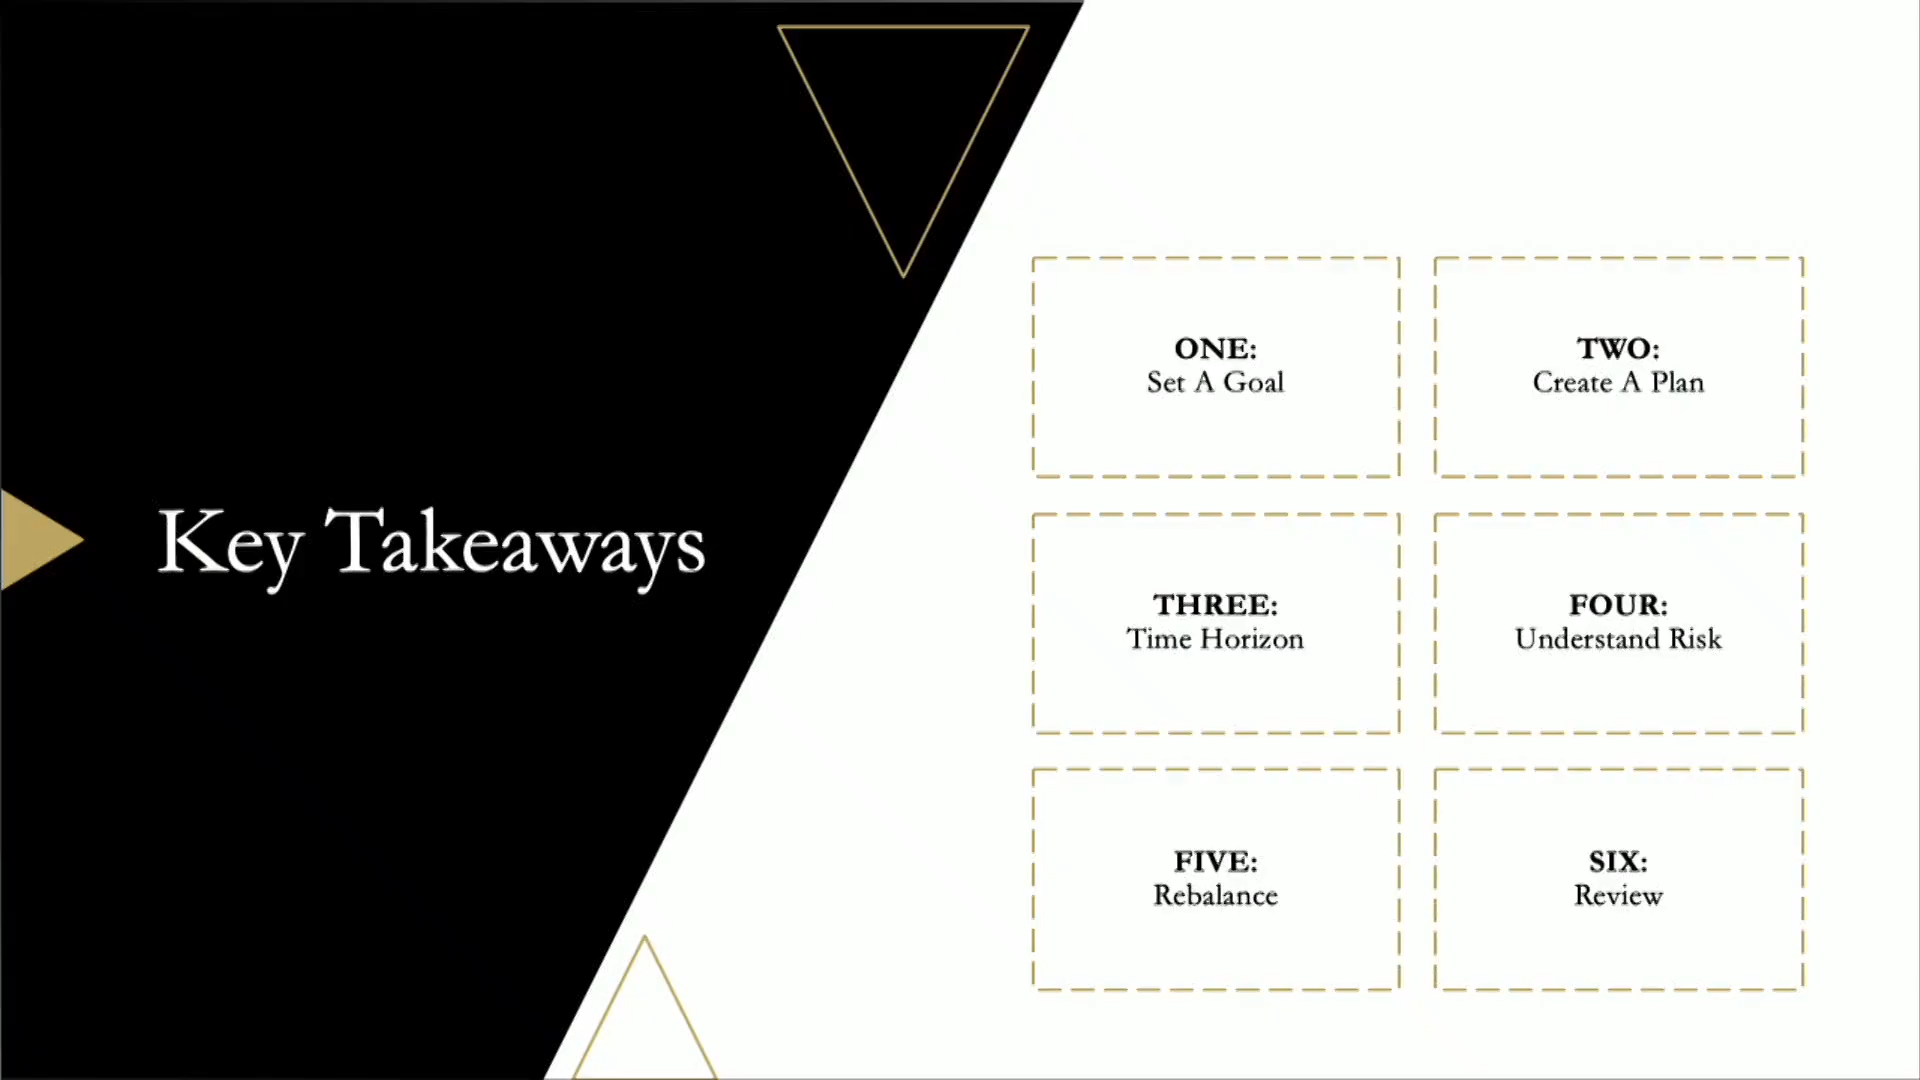 Key Takeaways
ONE:
Set A Goal
TWO:
Create A Plan
THREE:
Time Horizon
FOUR:
Understand Risk
FIVE:
Rebalance
SIX:
Review